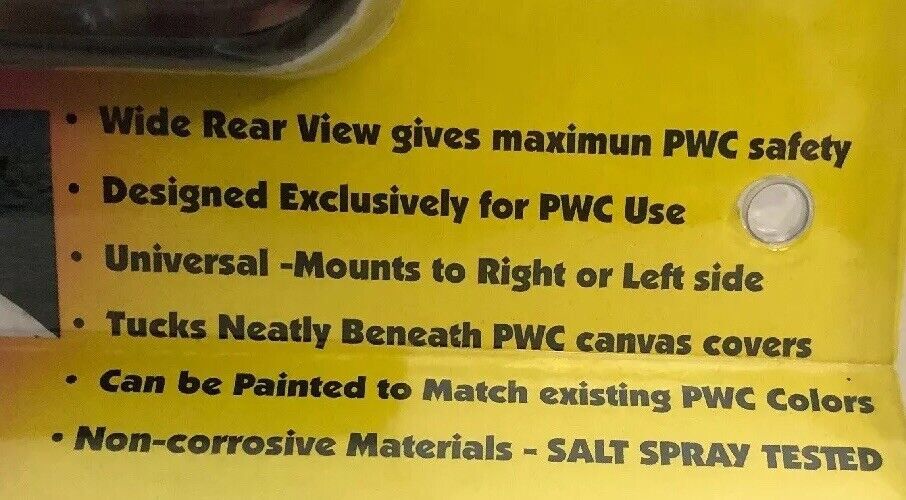 • Wide Rear View gives maximun PWC safety
• Designed Exclusively for PWC Use
• Universal -Mounts to Right or Left side
• Tucks Neatly Beneath PWC canvas covers
• Can be Painted to Match existing PWC Colors
• Non-corrosive Materials - SALT SPRAY TESTED